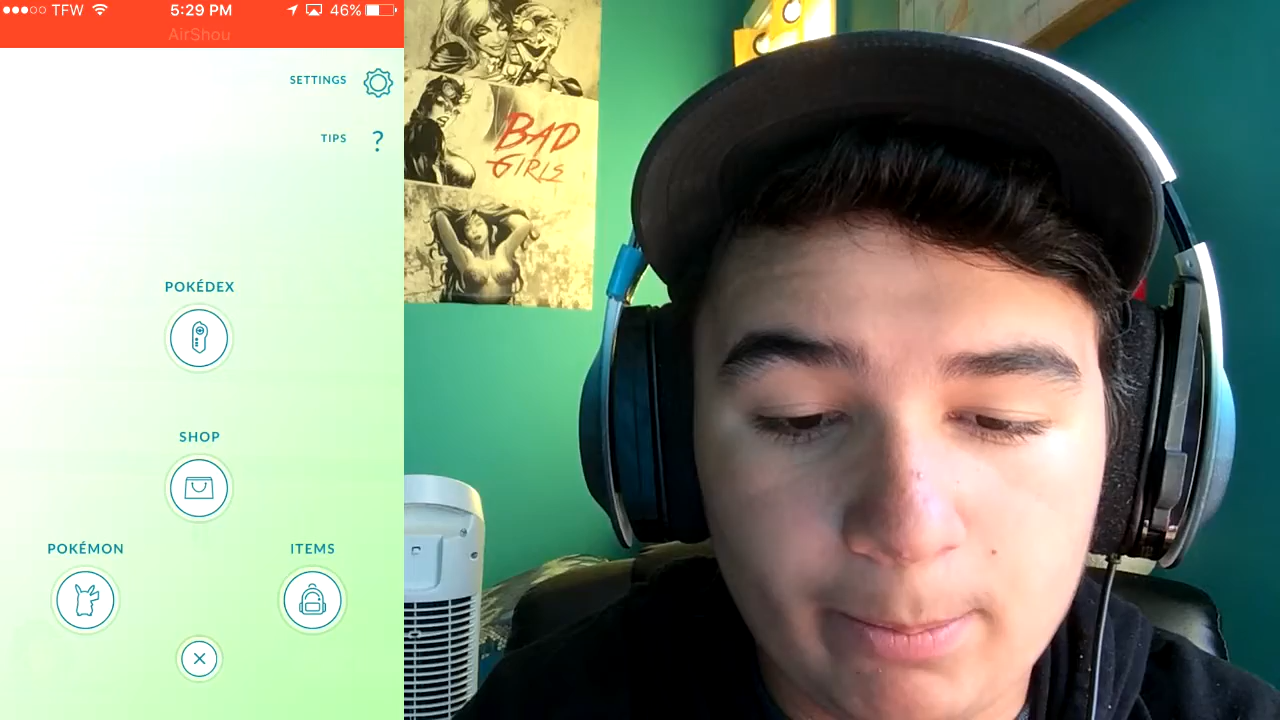 TFW 5:29 PM 46%
AirShou
SETTINGS
TIPS ?
POKÉDEX
SHOP
POKÉMON
ITEMS
BAD
GIRLS